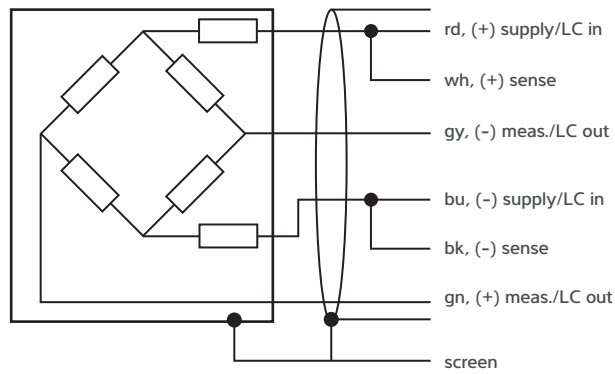 rd, (+) supply/LC in
wh, (+) sense
gy, (-) meas./LC out
bu, (-) supply/LC in
bk, (-) sense
gn, (+) meas./LC out
screen